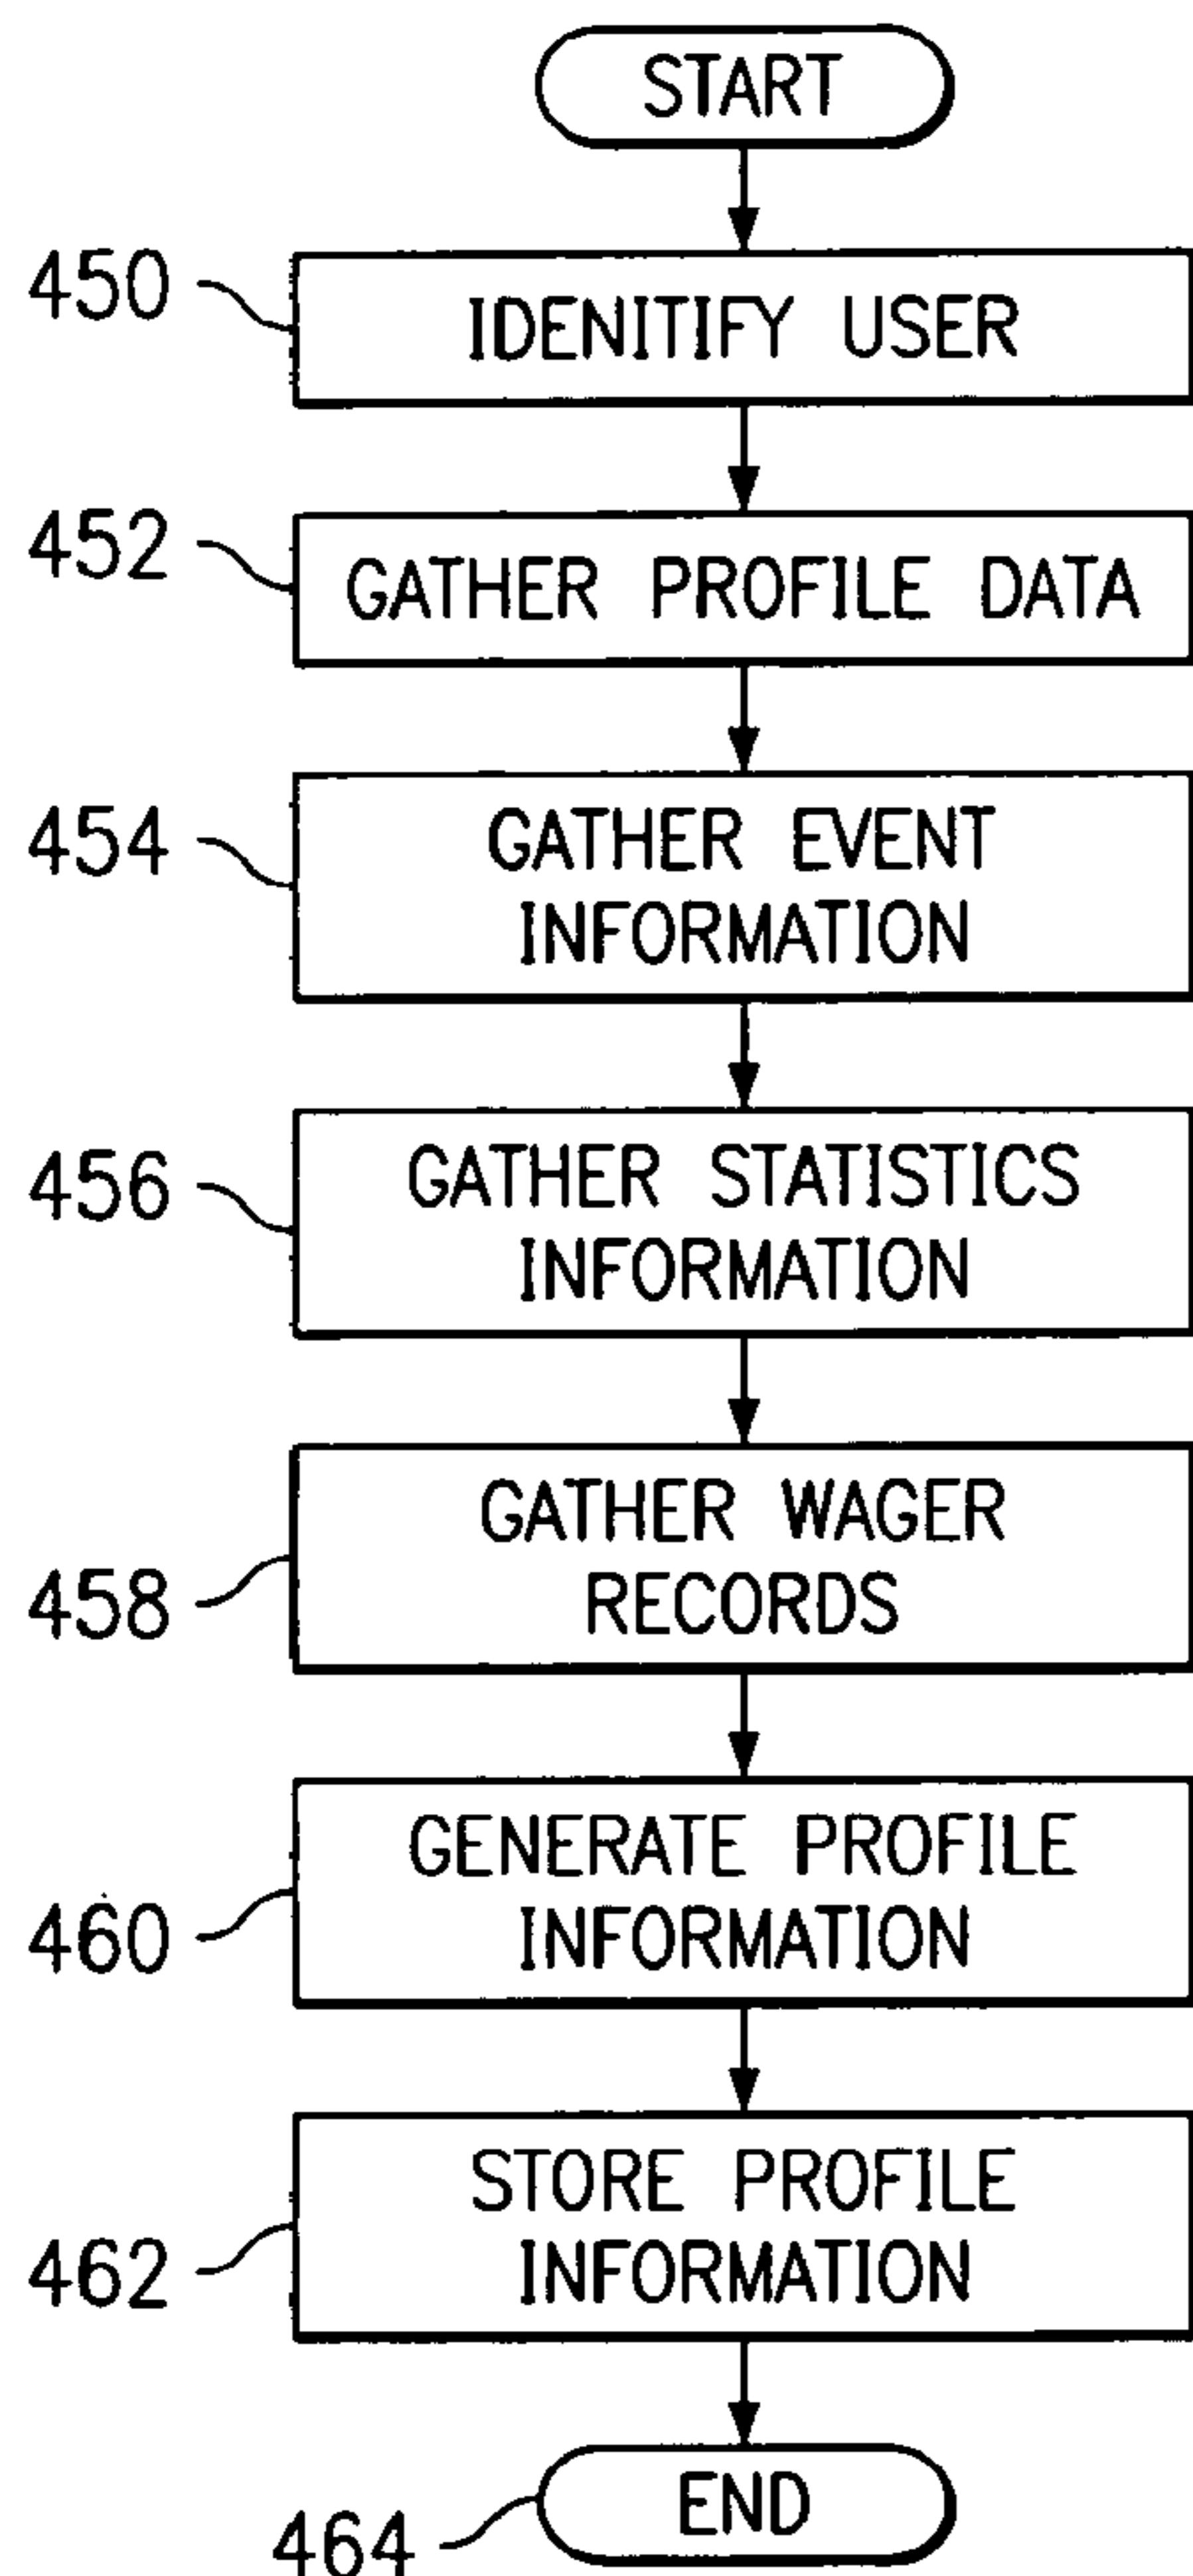 START
450
IDENITIFY USER
452
GATHER PROFILE DATA
454
GATHER EVENT
INFORMATION
456
GATHER STATISTICS
INFORMATION
458
GATHER WAGER
RECORDS
460
GENERATE PROFILE
INFORMATION
462
STORE PROFILE
INFORMATION
464
END